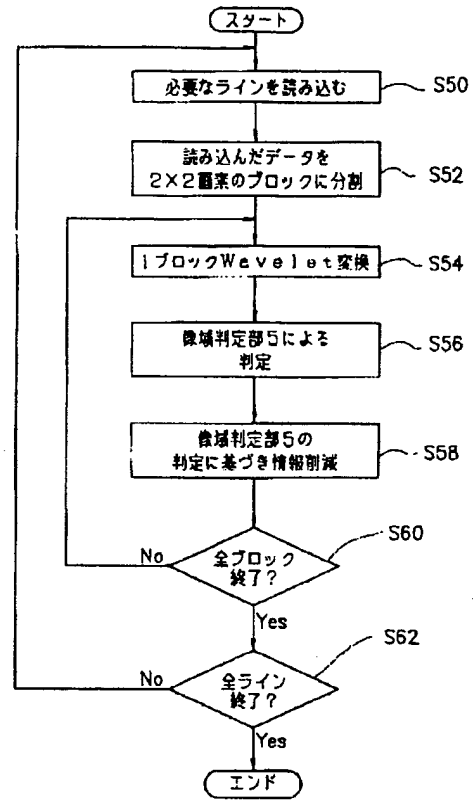 スタート
必要なラインを読み込む
S50
読み込んだデータを
2×2画素のブロックに分割
S52
1ブロックWavelet変換
S54
像域判定部5による
判定
S56
像域判定部5の
判定に基づき情報削減
S58
全ブロック
終了?
S60
No
Yes
全ライン
終了?
S62
No
Yes
エンド